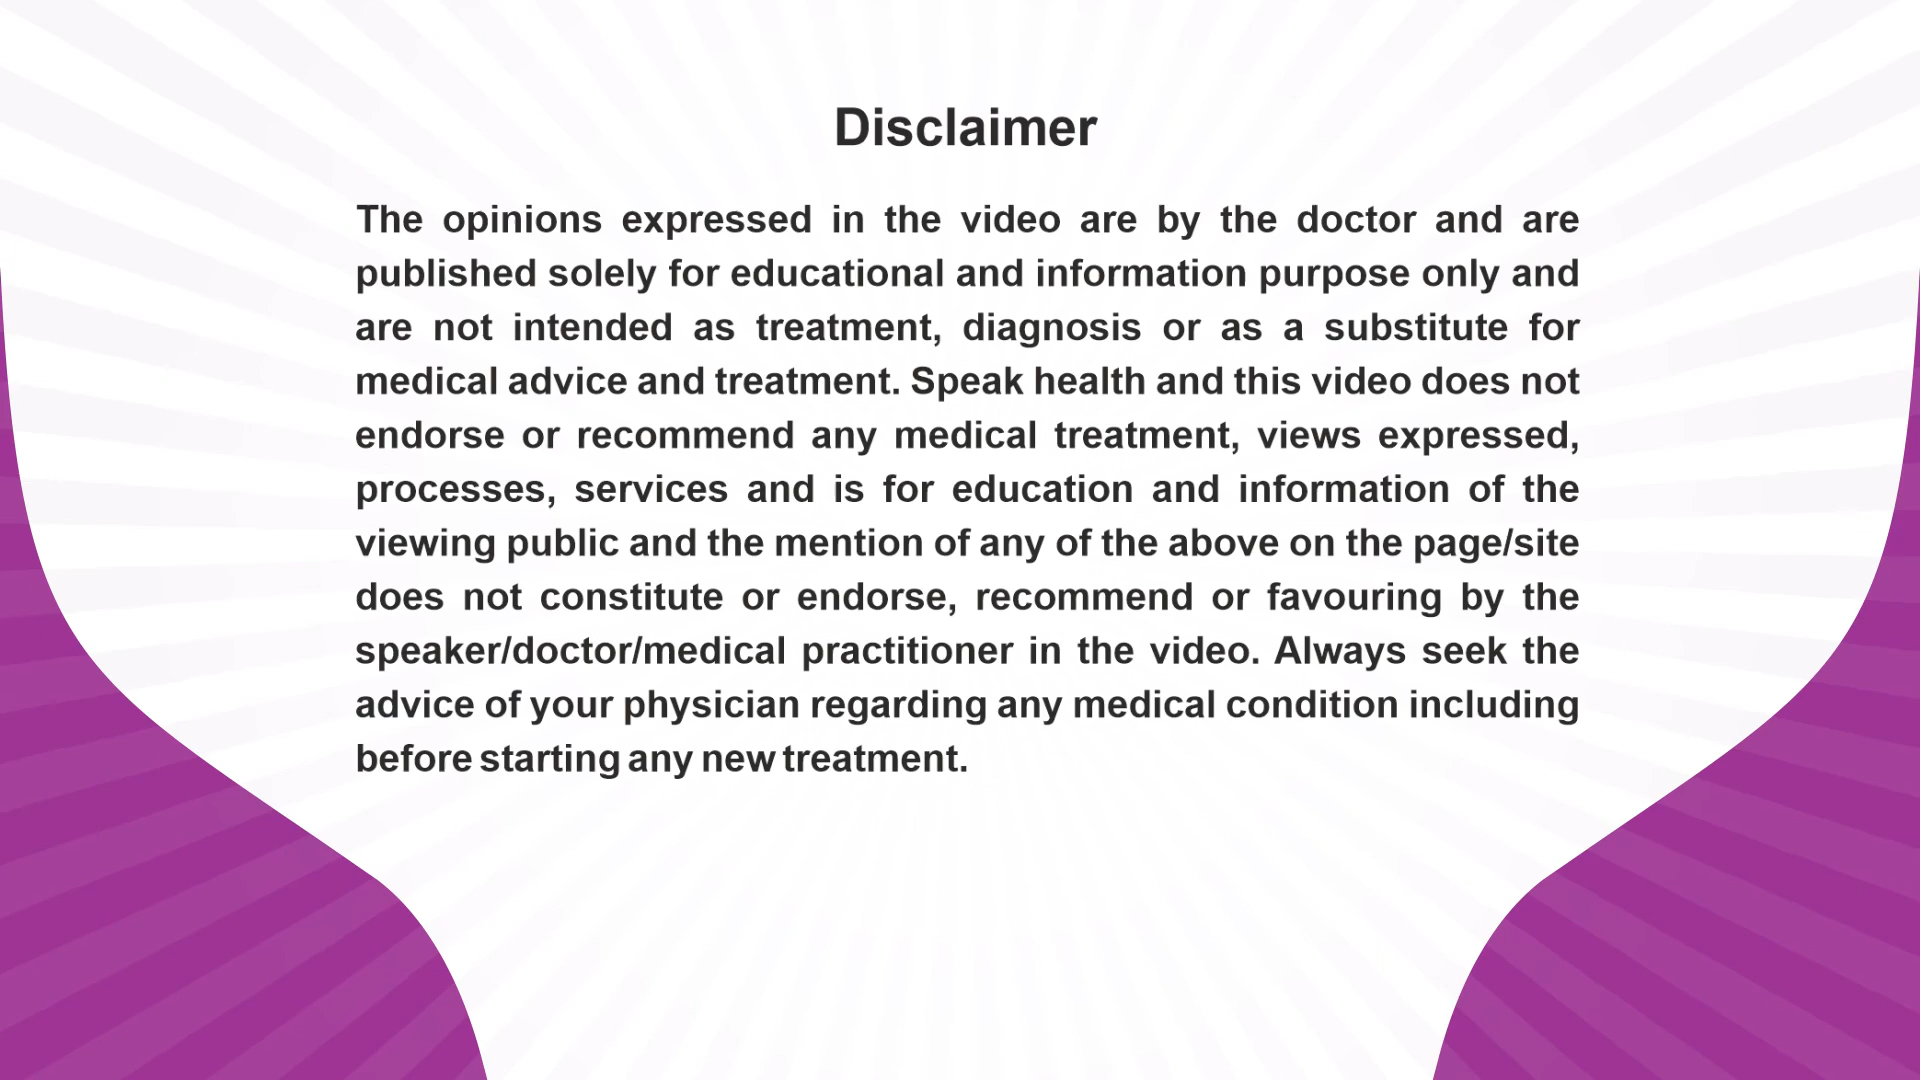 Disclaimer
The opinions expressed in the video are by the doctor and are
published solely for educational and information purpose only and
are not intended as treatment, diagnosis or as a substitute for
medical advice and treatment. Speak health and this video does not
endorse or recommend any medical treatment, views expressed,
processes, services and is for education and information of the
viewing public and the mention of any of the above on the page/site
does not constitute or endorse, recommend or favouring by the
speaker/doctor/medical practitioner in the video. Always seek the
advice of your physician regarding any medical condition including
before starting any new treatment.